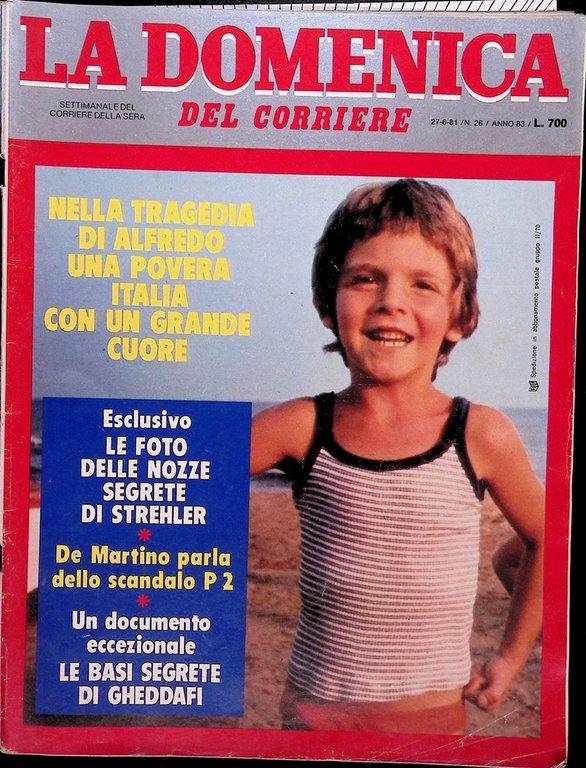 LA DOMENICA
SETTIMANALE DEL
CORRIERE DELLA SERA
DEL CORRIERE
27-6-81 / N. 26 / ANNO 83 / L. 700
NELLA TRAGEDIA
DI ALFREDO
UNA POVERA
ITALIA
CON UN GRANDE
CUORE
Spedizione in abbonamento postale gruppo II/70
Esclusivo
LE FOTO
DELLE NOZZE
SEGRETE
DI STREHLER
*
De Martino parla
dello scandalo P 2
*
Un documento
eccezionale
LE BASI SEGRETE
DI GHEDDAFI